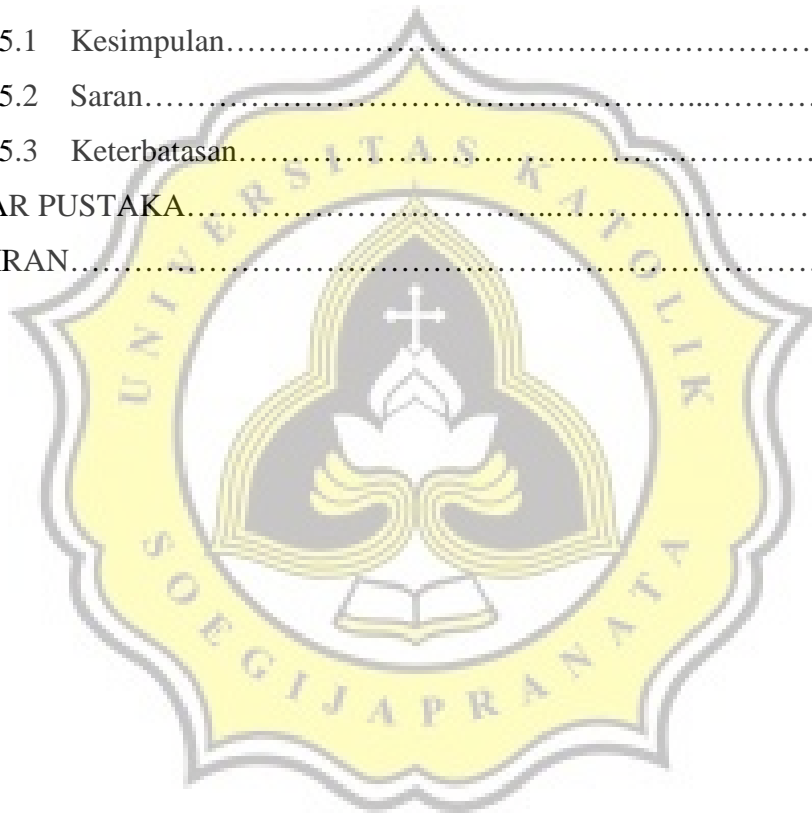 5.1 Kesimpulan……………………………………………………
5.2 Saran……………………………………………...…………
5.3 Keterbatasan…………………………………...……………
AR PUSTAKA………………………………...………………………
RAN……………………………………………...……………………
UNIVERSITAS KATOLIK
SOEGIJAPRANATA